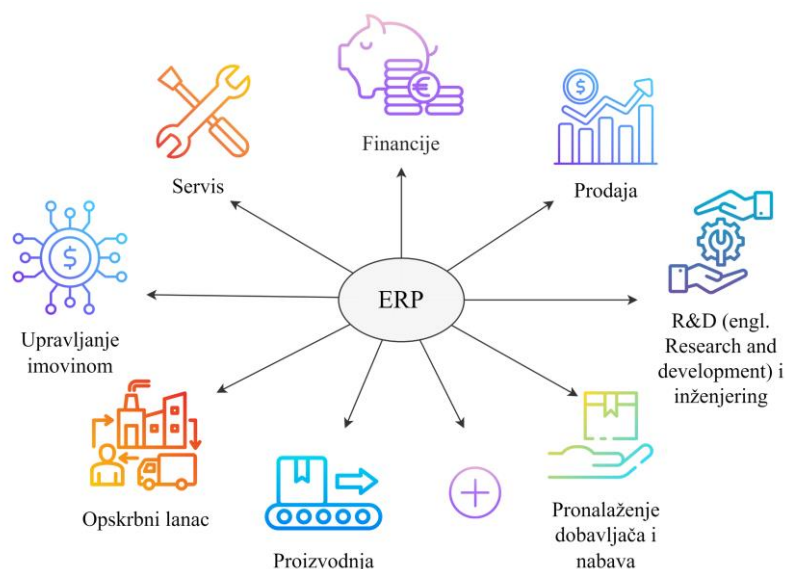 Financije
Servis
Prodaja
ERP
Upravljanje
imovinom
R&D (engl.
Research and
development) i
inženjering
Opskrbni lanac
Proizvodnja
Pronalaženje
dobavljača i
nabava